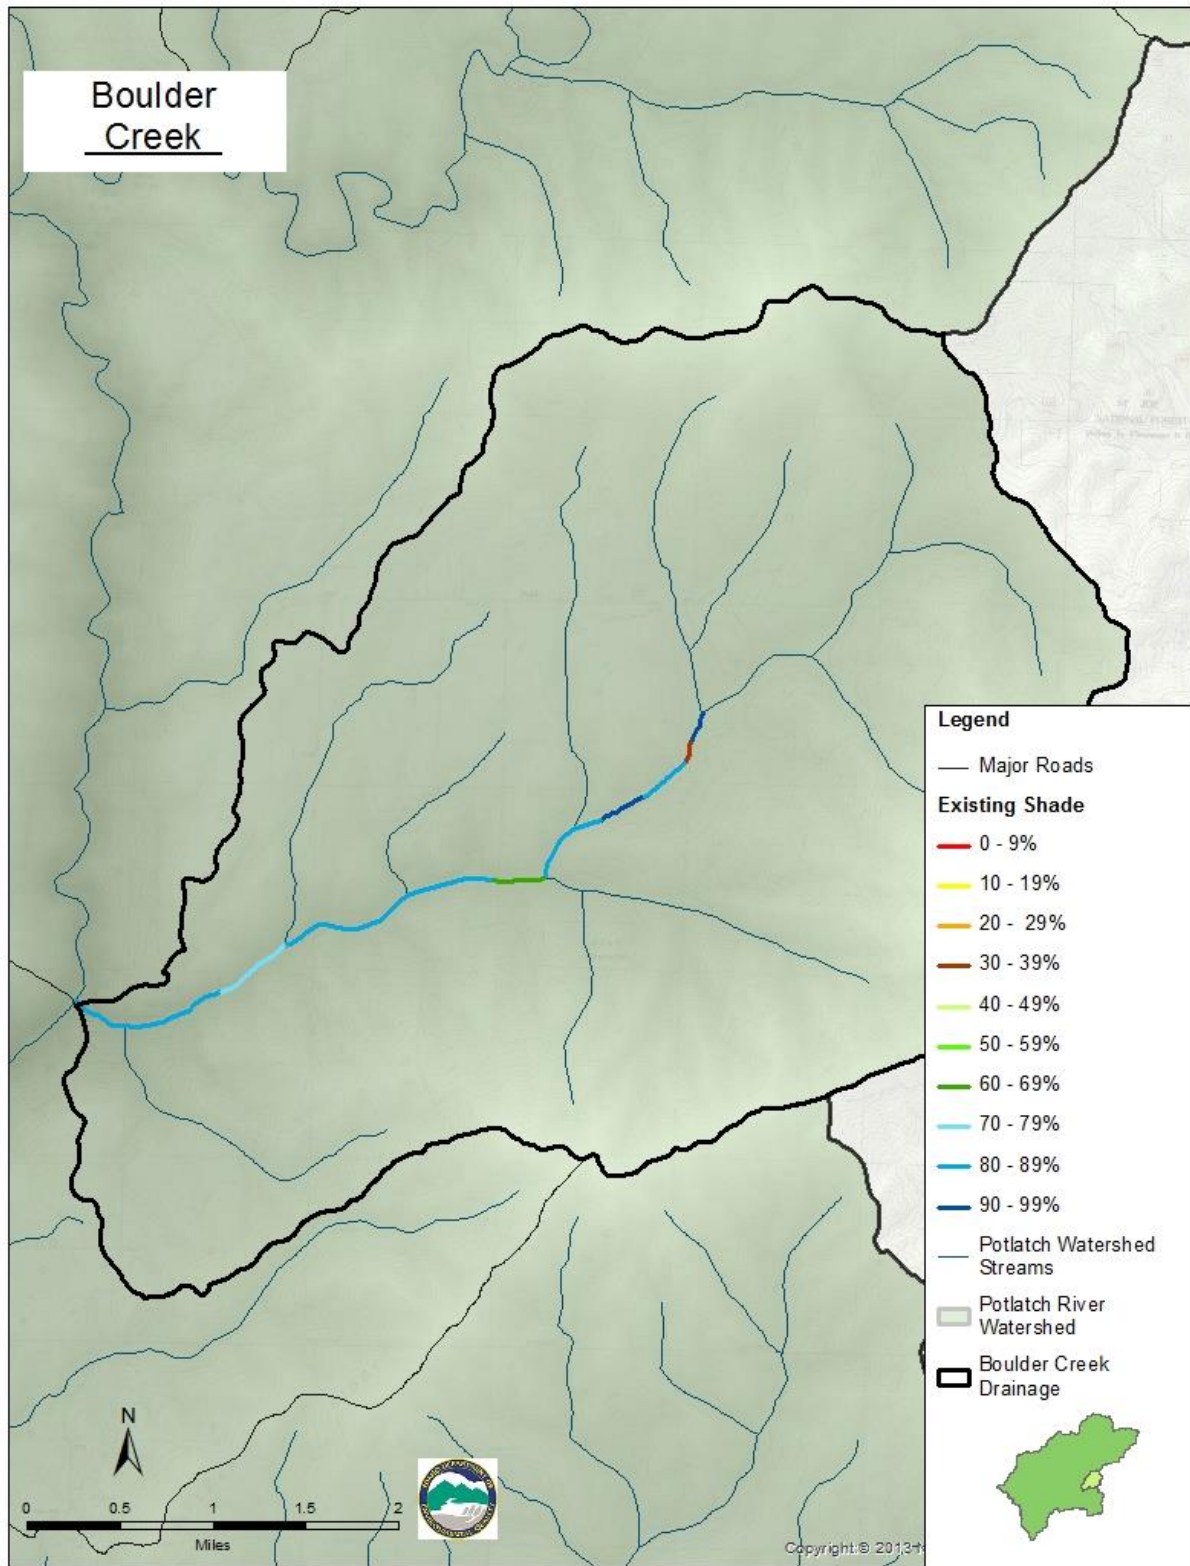 Boulder
Creek
NATIONAL FOREST
Legend
Major Roads
Existing Shade
0 - 9%
10 - 19%
20 - 29%
30 - 39%
40 - 49%
50 - 59%
60 - 69%
70 - 79%
80 - 89%
90 - 99%
Potlatch Watershed
Streams
Potlatch River
Watershed
Boulder Creek
Drainage
N
0 0.5 1 1.5 2
Miles
Copyright:© 2013